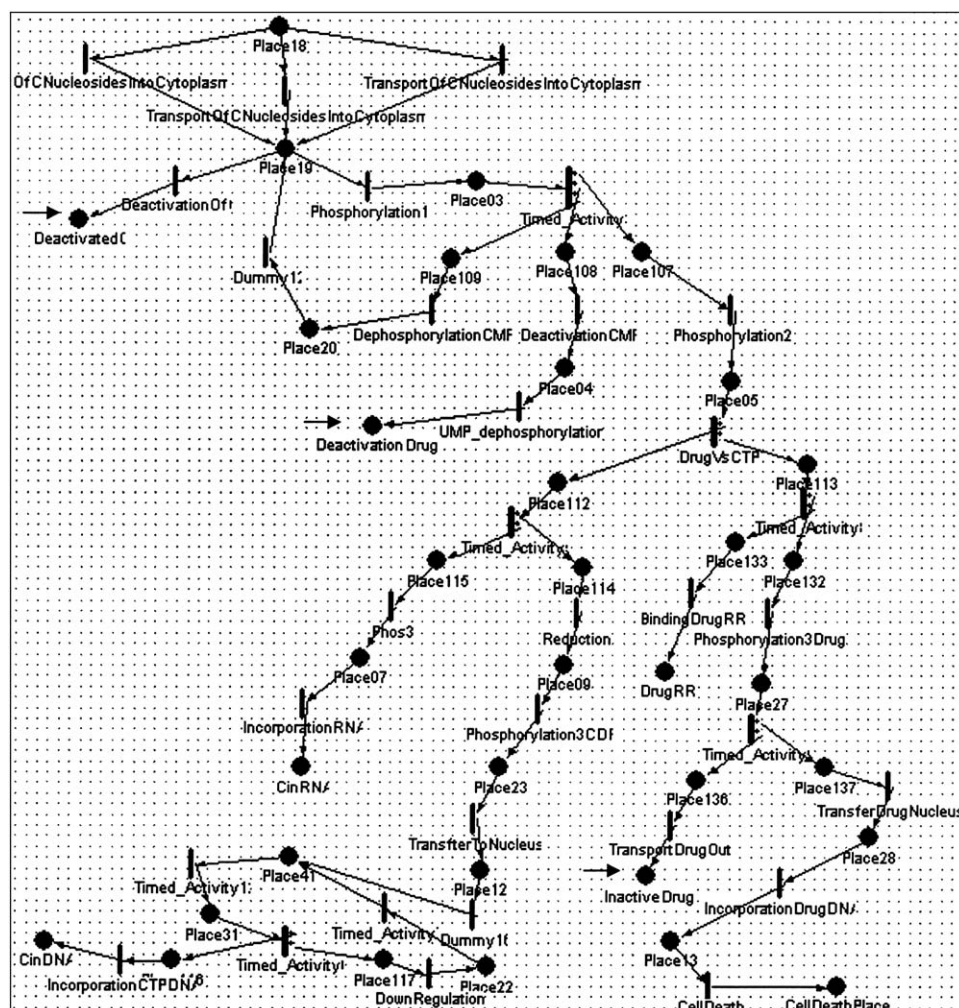 Place18
OfCNucleosidesIntoCytoplasm
TransportOfCNucleosidesIntoCytoplasm
TransportOfCNucleosidesIntoCytoplasm
Place19
Place03
DeactivationOf
Phosphorylation1
Timed_Activity
Deactivated
Place109
Place108
Place107
Dummy12
Place20
DephosphorylationCMF
DeactivationCMF
Phosphorylation2
Place04
Place05
Deactivation Drug
UMP_dephosphorylation
DrugVsCTP
Place113
Place112
Timed_Activity
Timed_Activity
Place133
Place132
Place115
Place114
BindingDrugRR
Phosphorylation3Drug
Phos3
Reduction
Place07
Place09
DrugRR
Place27
IncorporationRNA
Phosphorylation3CDF
Timed_Activity
CinRNA
Place23
Place136
Place137
TransferDrugNucleus
TransfterToNucleus
TransportDrugOut
Place28
Place41
Timed_Activity1
Place12
Inactive Drug
IncorporationDrugDNA
Place31
Timed_Activity
Dummy16
Place13
CinDNA
IncorporationCTPDNA
Timed_Activity
Place117
Place22
DownRegulation
CellDeath
CellDeathPlace